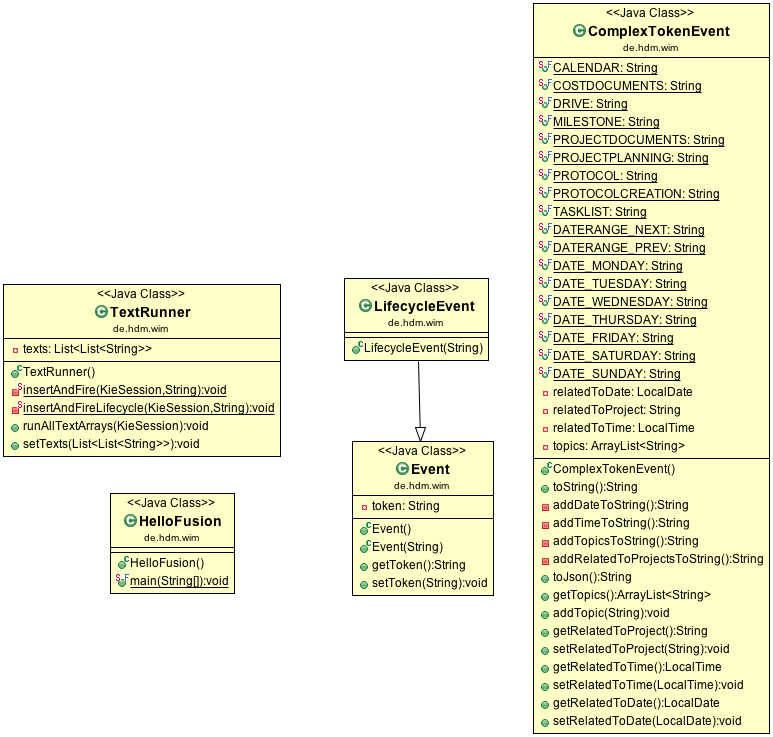 <<Java Class>>
TextRunner
de.hdm.wim
texts: List<List<String>>
TextRunner()
insertAndFire(KieSession,String):void
insertAndFireLifecycle(KieSession,String):void
runAllTextArrays(KieSession):void
setTexts(List<List<String>>):void
<<Java Class>>
HelloFusion
de.hdm.wim
HelloFusion()
main(String[]):void
<<Java Class>>
LifecycleEvent
de.hdm.wim
LifecycleEvent(String)
<<Java Class>>
Event
de.hdm.wim
token: String
Event()
Event(String)
getToken():String
setToken(String):void
<<Java Class>>
ComplexTokenEvent
de.hdm.wim
CALENDAR: String
COSTDOCUMENTS: String
DRIVE: String
MILESTONE: String
PROJECTDOCUMENTS: String
PROJECTPLANNING: String
PROTOCOL: String
PROTOCOLCREATION: String
TASKLIST: String
DATERANGE_NEXT: String
DATERANGE_PREV: String
DATE_MONDAY: String
DATE_TUESDAY: String
DATE_WEDNESDAY: String
DATE_THURSDAY: String
DATE_FRIDAY: String
DATE_SATURDAY: String
DATE_SUNDAY: String
relatedToDate: LocalDate
relatedToProject: String
relatedToTime: LocalTime
topics: ArrayList<String>
ComplexTokenEvent()
toString():String
addDateToString():String
addTimeToString():String
addTopicsToString():String
addRelatedToProjectsToString():String
toJson():String
getTopics():ArrayList<String>
addTopic(String):void
getRelatedToProject():String
setRelatedToProject(String):void
getRelatedToTime():LocalTime
setRelatedToTime(LocalTime):void
getRelatedToDate():LocalDate
setRelatedToDate(LocalDate):void